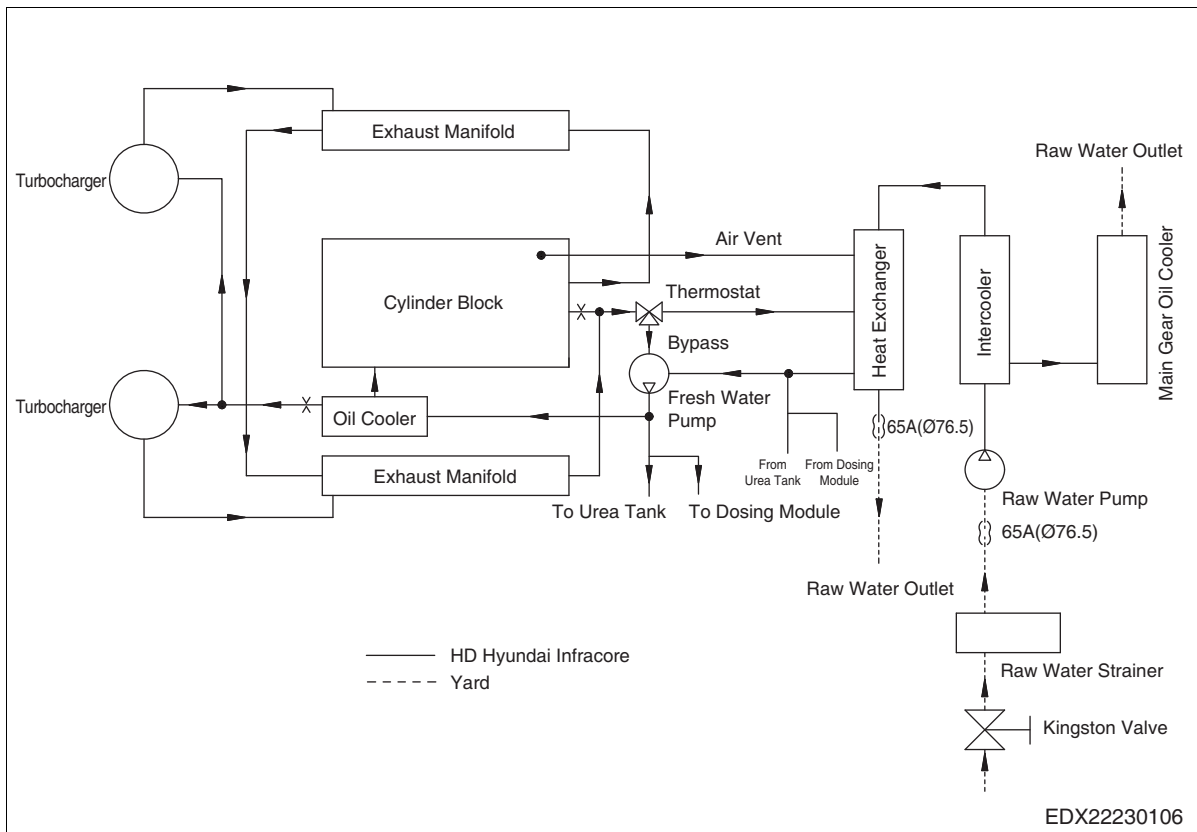 Exhaust Manifold
Turbocharger
Raw Water Outlet
Air Vent
Cylinder Block
Thermostat
Heat Exchanger
Intercooler
Main Gear Oil Cooler
Bypass
Turbocharger
Oil Cooler
Fresh Water
Pump
65A(Ø76.5)
Exhaust Manifold
From
Urea Tank
From Dosing
Module
To Urea Tank
To Dosing Module
Raw Water Pump
65A(Ø76.5)
Raw Water Outlet
HD Hyundai Infracore
Yard
Raw Water Strainer
Kingston Valve
EDX22230106